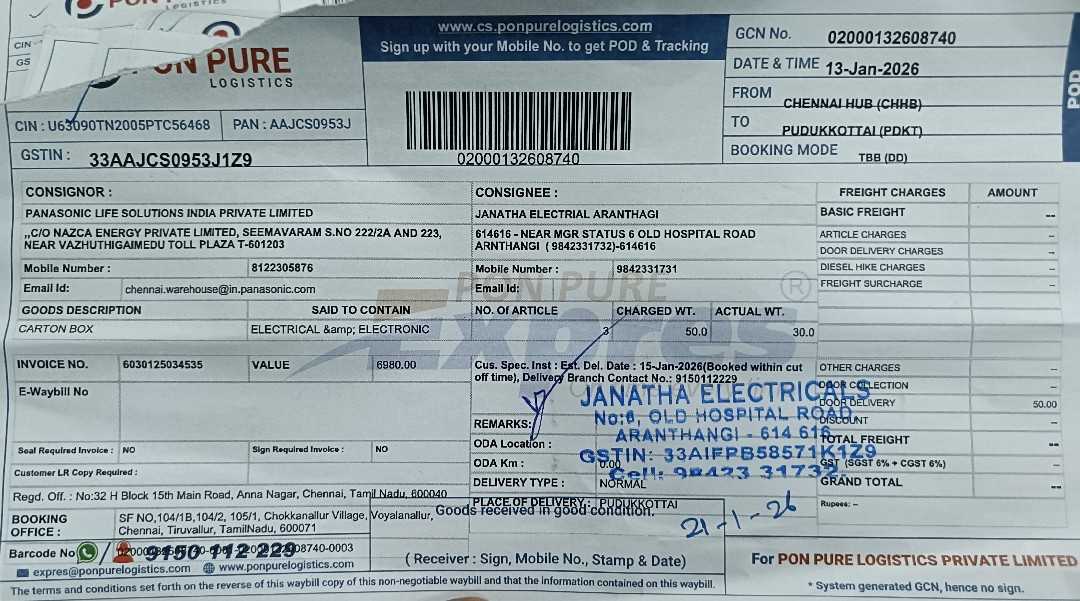 PON PURE
LOGISTICS
CIN : U63090TN2005PTC56468 PAN : AAJCS0953J
GSTIN : 33AAJCS0953J1Z9
www.cs.ponpurelogistics.com
Sign up with your Mobile No. to get POD & Tracking
02000132608740
GCN No. 02000132608740
DATE & TIME 13-Jan-2026
FROM CHENNAI HUB (CHHB)
TO PUDUKKOTTAI (PDKT)
BOOKING MODE TBB (DD)
POD
CONSIGNOR :
PANASONIC LIFE SOLUTIONS INDIA PRIVATE LIMITED
,,C/O NAZCA ENERGY PRIVATE LIMITED, SEEMAVARAM S.NO 222/2A AND 223,
NEAR VAZHUTHIGAIMEDU TOLL PLAZA T-601203
Mobile Number : 8122305876
Email Id: chennai.warehouse@in.panasonic.com
CONSIGNEE :
JANATHA ELECTRIAL ARANTHAGI
614616 - NEAR MGR STATUS 6 OLD HOSPITAL ROAD
ARNTHANGI ( 9842331732)-614616
Mobile Number : 9842331731
Email Id:
FREIGHT CHARGES AMOUNT
BASIC FREIGHT --
ARTICLE CHARGES --
DOOR DELIVERY CHARGES --
DIESEL HIKE CHARGES --
FREIGHT SURCHARGE --
OTHER CHARGES --
DOOR COLLECTION --
DOOR DELIVERY 50.00
DISCOUNT
TOTAL FREIGHT --
GST (SGST 6% + CGST 6%) --
GRAND TOTAL --
Rupees: --
GOODS DESCRIPTION SAID TO CONTAIN NO. OF ARTICLE CHARGED WT. ACTUAL WT.
CARTON BOX ELECTRICAL &amp; ELECTRONIC 3 50.0 30.0
PON PURE
Expres
INVOICE NO. 6030125034535 VALUE 6980.00
E-Waybill No
Cus. Spec. Inst : Est. Del. Date : 15-Jan-2026(Booked within cut
off time), Delivery Branch Contact No.: 9150112229
REMARKS:
ODA Location :
ODA Km : 0.00
DELIVERY TYPE : NORMAL
PLACE OF DELIVERY: PUDUKKOTTAI
JANATHA ELECTRICALS
No:6, OLD HOSPITAL ROAD,
ARANTHANGI - 614 616
GSTIN: 33AIFPB58571K1Z9
Cell: 98423 31732
Seal Required Invoice : NO Sign Required Invoice : NO
Customer LR Copy Required :
Regd. Off. : No:32 H Block 15th Main Road, Anna Nagar, Chennai, Tamil Nadu, 600040
BOOKING OFFICE : SF NO,104/1B,104/2, 105/1, Chokkanallur Village, Voyalanallur,
Chennai, Tiruvallur, TamilNadu, 600071
Goods received in good condition.
21-1-26
Barcode No 9150 112 229
expres@ponpurelogistics.com www.ponpurelogistics.com
( Receiver : Sign, Mobile No., Stamp & Date)
For PON PURE LOGISTICS PRIVATE LIMITED
* System generated GCN, hence no sign.
The terms and conditions set forth on the reverse of this waybill copy of this non-negotiable waybill and that the information contained on this waybill.